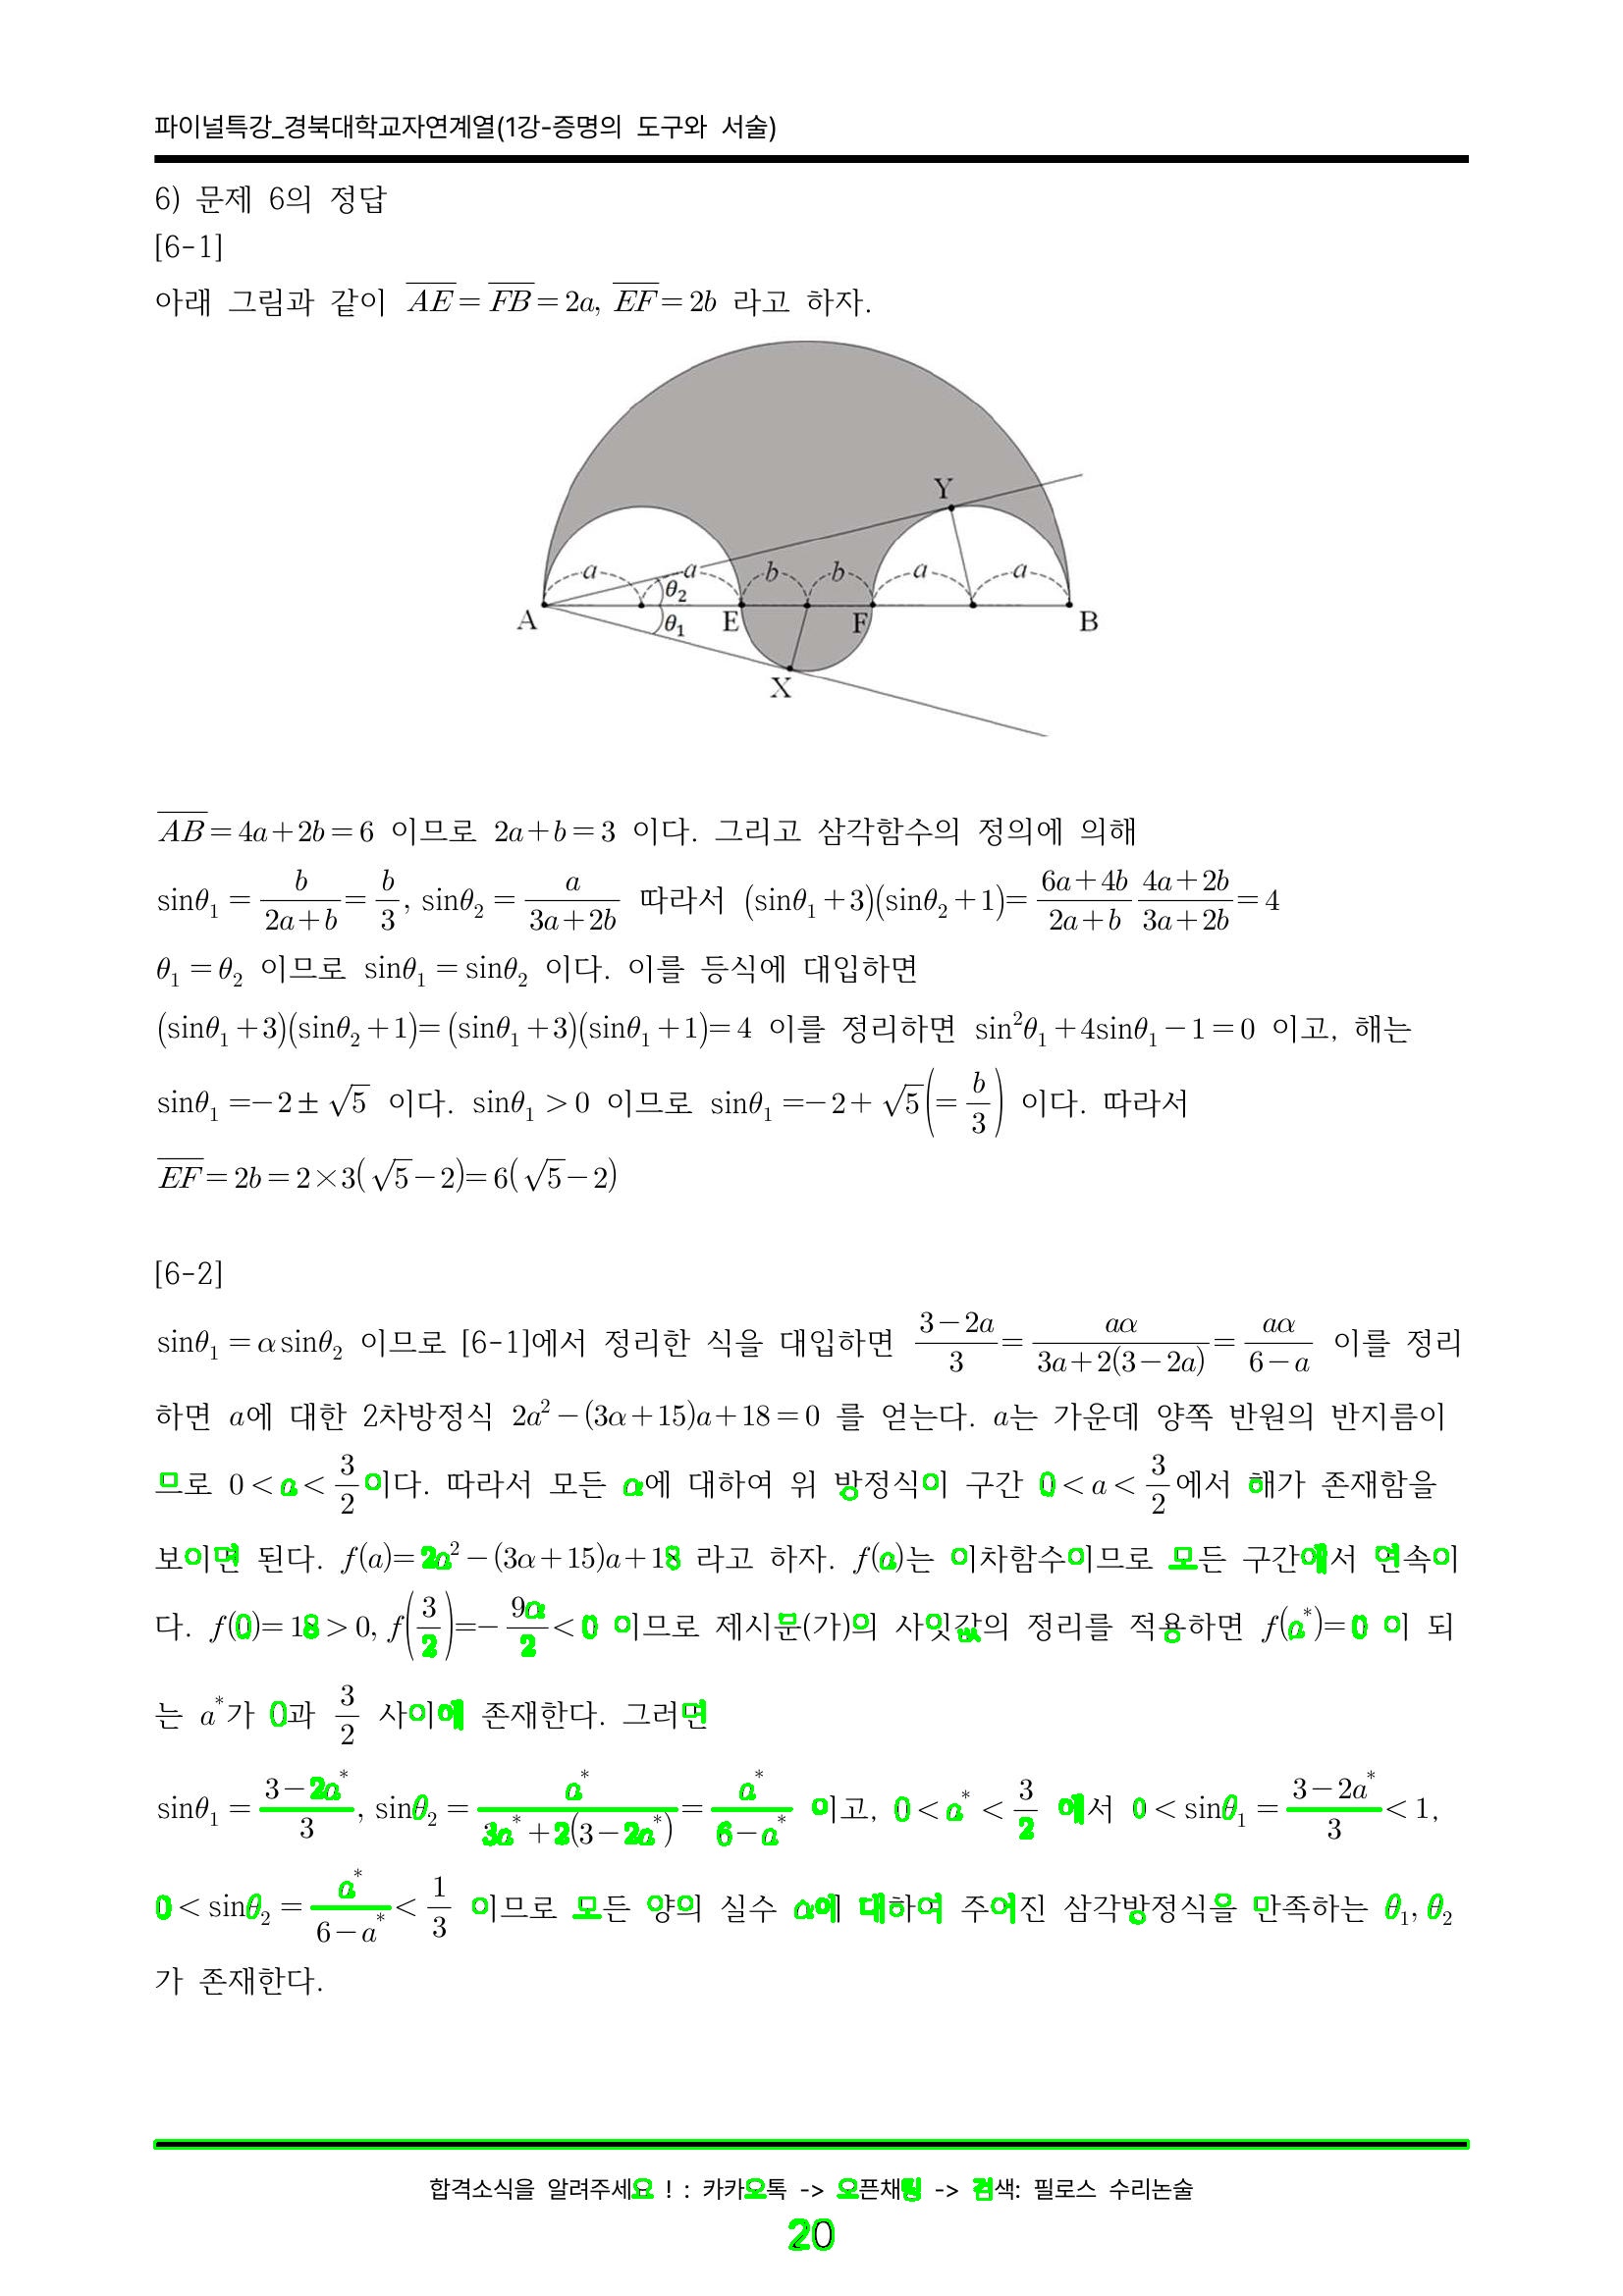 파이널특강_경북대학교자연계열(1강-증명의 도구와 서술)
6) 문제 6의 정답
[6-1]
아래 그림과 같이 $\overline{AE}=\overline{FB}=2a, \overline{EF}=2b$ 라고 하자.
Y
a a b b a a
θ₂
A E F B
θ₁
X
$\overline{AB}=4a+2b=6$ 이므로 $2a+b=3$ 이다. 그리고 삼각함수의 정의에 의해
$\sin\theta_1=\frac{b}{2a+b}=\frac{b}{3}, \sin\theta_2=\frac{a}{3a+2b}$ 따라서 $(\sin\theta_1+3)(\sin\theta_2+1)=\frac{6a+4b}{2a+b}\frac{4a+2b}{3a+2b}=4$
$\theta_1=\theta_2$ 이므로 $\sin\theta_1=\sin\theta_2$ 이다. 이를 등식에 대입하면
$(\sin\theta_1+3)(\sin\theta_2+1)=(\sin\theta_1+3)(\sin\theta_1+1)=4$ 이를 정리하면 $\sin^2\theta_1+4\sin\theta_1-1=0$ 이고, 해는
$\sin\theta_1=-2\pm\sqrt{5}$ 이다. $\sin\theta_1>0$ 이므로 $\sin\theta_1=-2+\sqrt{5}\left(=\frac{b}{3}\right)$ 이다. 따라서
$\overline{EF}=2b=2\times3(\sqrt{5}-2)=6(\sqrt{5}-2)$
[6-2]
$\sin\theta_1=\alpha\sin\theta_2$ 이므로 [6-1]에서 정리한 식을 대입하면 $\frac{3-2a}{3}=\frac{a\alpha}{3a+2(3-2a)}=\frac{a\alpha}{6-a}$ 이를 정리
하면 $a$에 대한 2차방정식 $2a^2-(3\alpha+15)a+18=0$ 를 얻는다. $a$는 가운데 양쪽 반원의 반지름이
므로 $0<a<\frac{3}{2}$이다. 따라서 모든 $\alpha$에 대하여 위 방정식이 구간 $0<a<\frac{3}{2}$에서 해가 존재함을
보이면 된다. $f(a)=2a^2-(3\alpha+15)a+18$ 라고 하자. $f(a)$는 이차함수이므로 모든 구간에서 연속이
다. $f(0)=18>0, f\left(\frac{3}{2}\right)=-\frac{9\alpha}{2}<0$ 이므로 제시문(가)의 사잇값의 정리를 적용하면 $f(a^*)=0$ 이 되
는 $a^*$가 0과 $\frac{3}{2}$ 사이에 존재한다. 그러면
$\sin\theta_1=\frac{3-2a^*}{3}, \sin\theta_2=\frac{a^*}{3a^*+2(3-2a^*)}=\frac{a^*}{6-a^*}$ 이고, $0<a^*<\frac{3}{2}$ 에서 $0<\sin\theta_1=\frac{3-2a^*}{3}<1$,
$0<\sin\theta_2=\frac{a^*}{6-a^*}<\frac{1}{3}$ 이므로 모든 양의 실수 $\alpha$에 대하여 주어진 삼각방정식을 만족하는 $\theta_1, \theta_2$
가 존재한다.
합격소식을 알려주세요 ! : 카카오톡 -> 오픈채팅 -> 검색: 필로스 수리논술
20